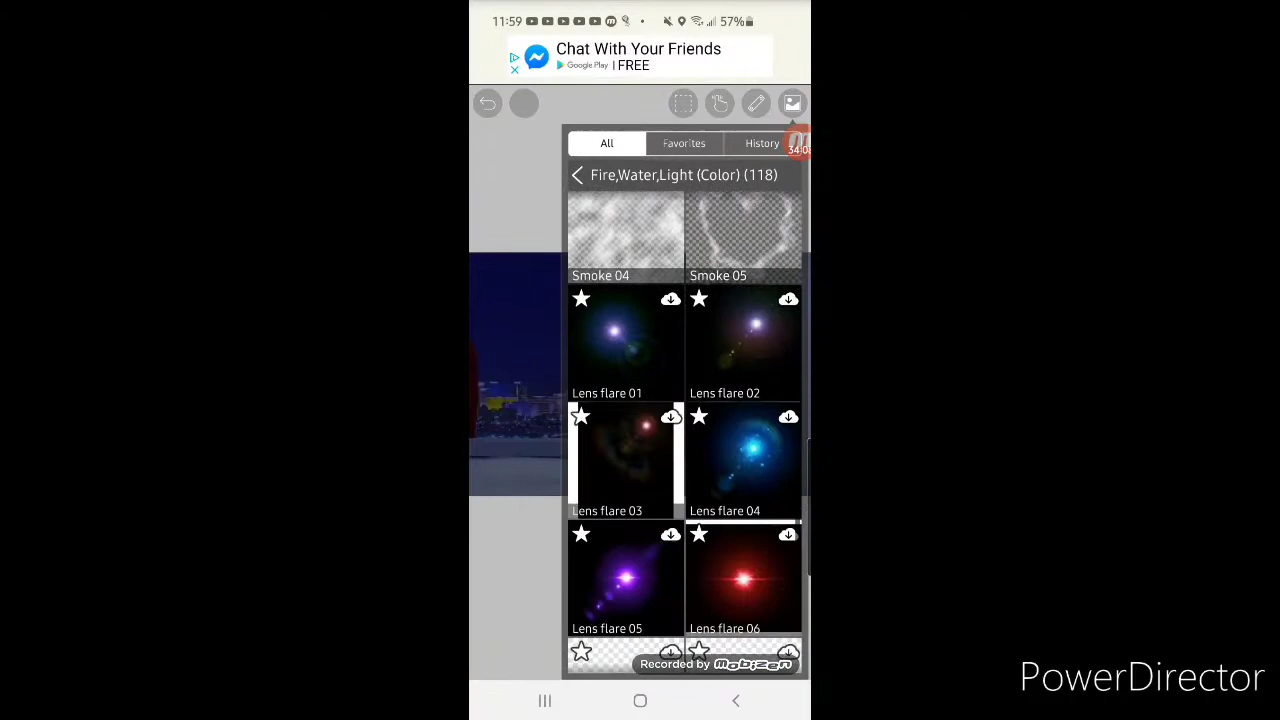 11:59 57%
Chat With Your Friends
Google Play | FREE
All Favorites History
34:0
Fire,Water,Light (Color) (118)
Smoke 04 Smoke 05
Lens flare 01 Lens flare 02
Lens flare 03 Lens flare 04
Lens flare 05 Lens flare 06
Recorded by mobizen
PowerDirector